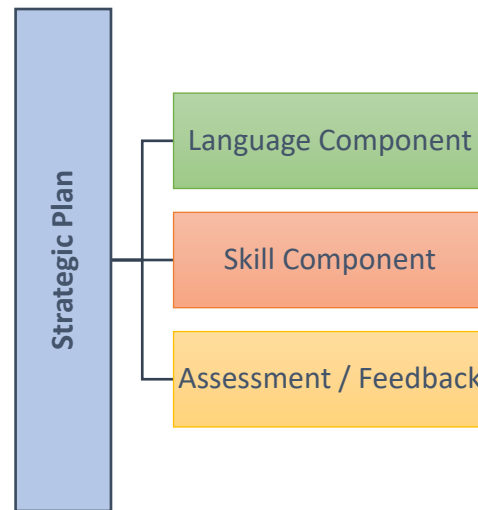 Strategic Plan
Language Component
Skill Component
Assessment / Feedback